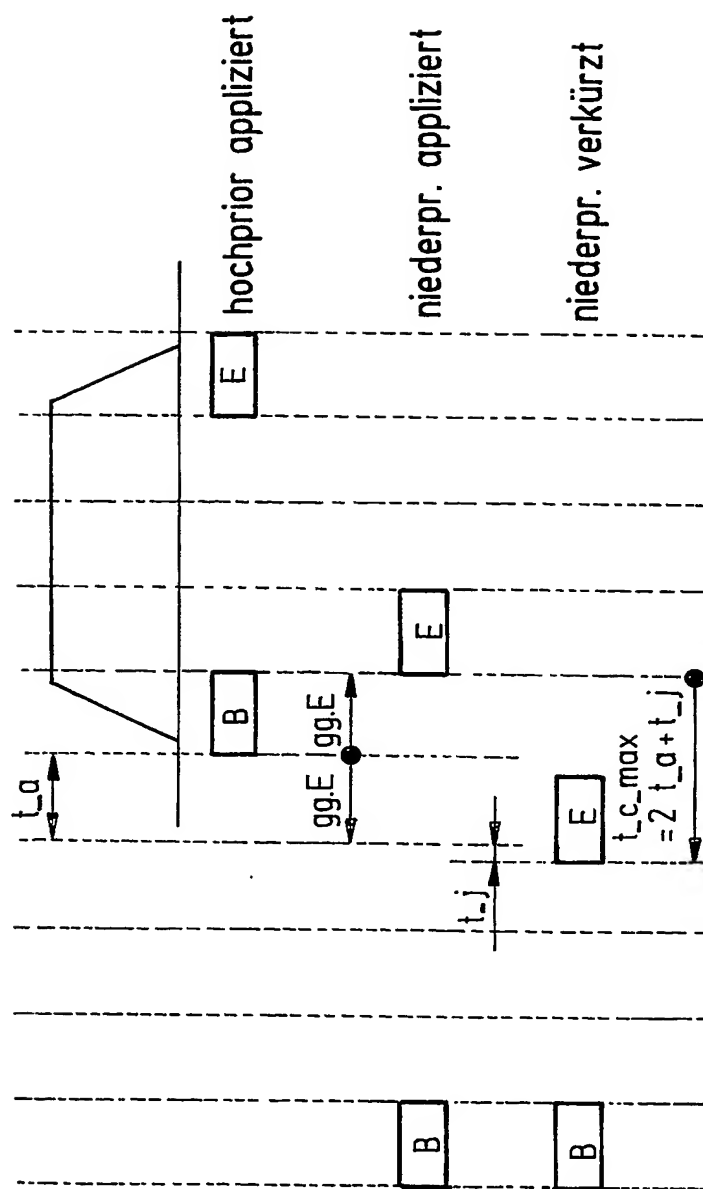 t_a
hochprior appliziert
B
E
gg.E gg.E
niederpr. appliziert
B
E
t_j
niederpr. verkürzt
B
E
t_c_max
=2 t_a+t_j